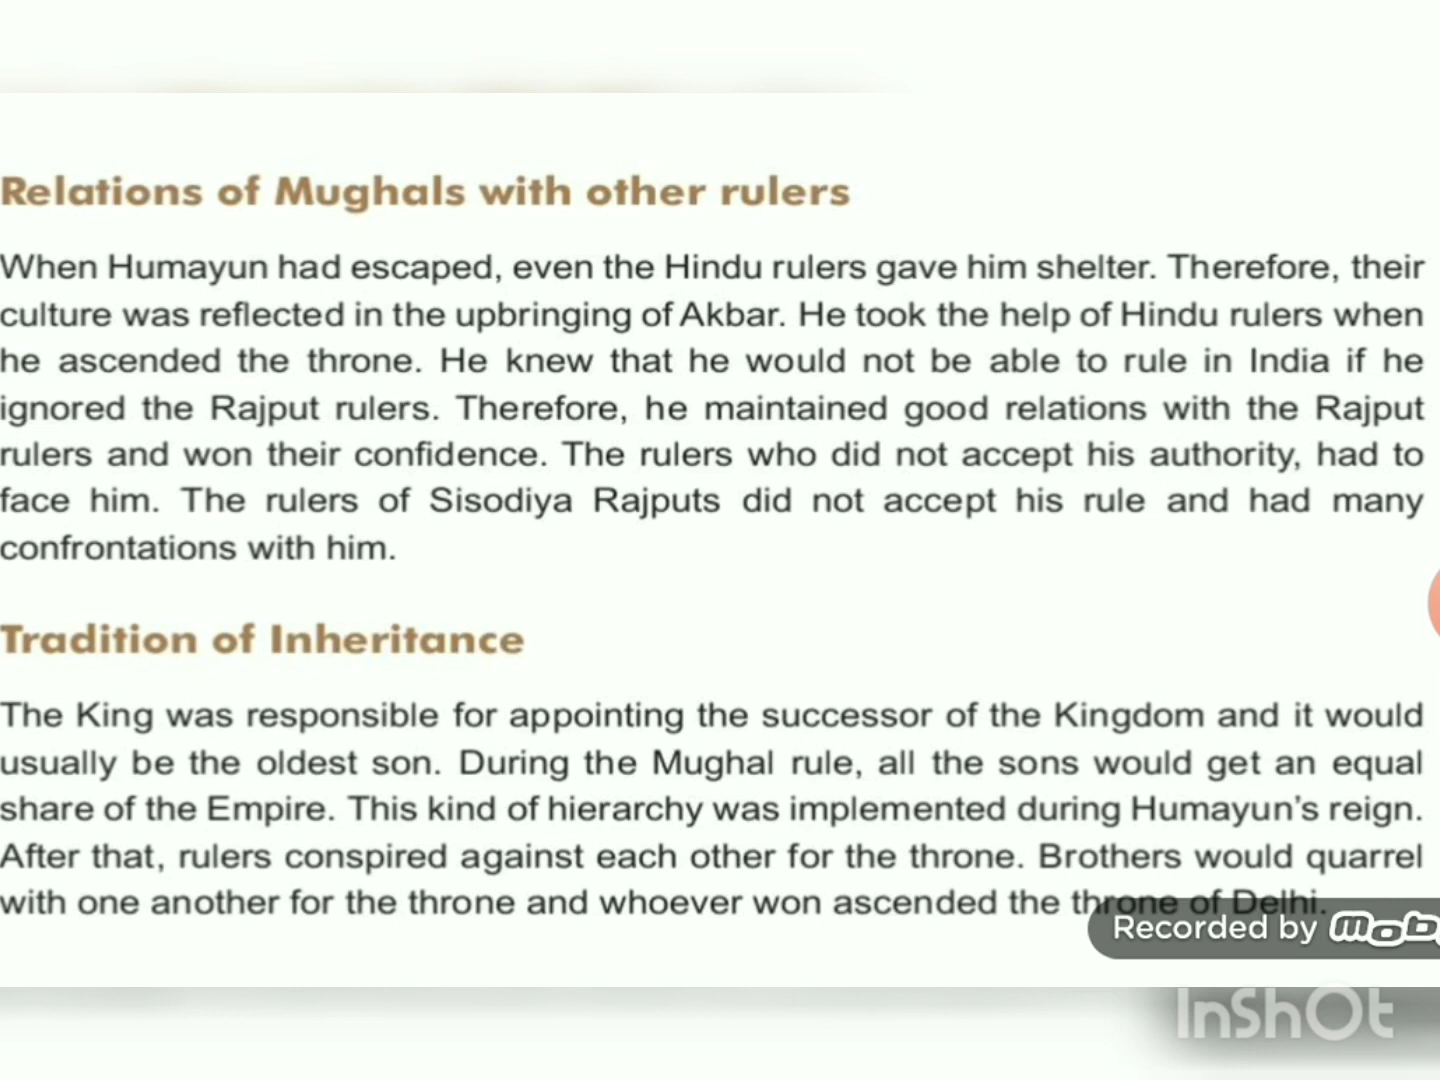 Relations of Mughals with other rulers
When Humayun had escaped, even the Hindu rulers gave him shelter. Therefore, their
culture was reflected in the upbringing of Akbar. He took the help of Hindu rulers when
he ascended the throne. He knew that he would not be able to rule in India if he
ignored the Rajput rulers. Therefore, he maintained good relations with the Rajput
rulers and won their confidence. The rulers who did not accept his authority, had to
face him. The rulers of Sisodiya Rajputs did not accept his rule and had many
confrontations with him.
Tradition of Inheritance
The King was responsible for appointing the successor of the Kingdom and it would
usually be the oldest son. During the Mughal rule, all the sons would get an equal
share of the Empire. This kind of hierarchy was implemented during Humayun's reign.
After that, rulers conspired against each other for the throne. Brothers would quarrel
with one another for the throne and whoever won ascended the throne of Delhi.
Recorded by
InShOt